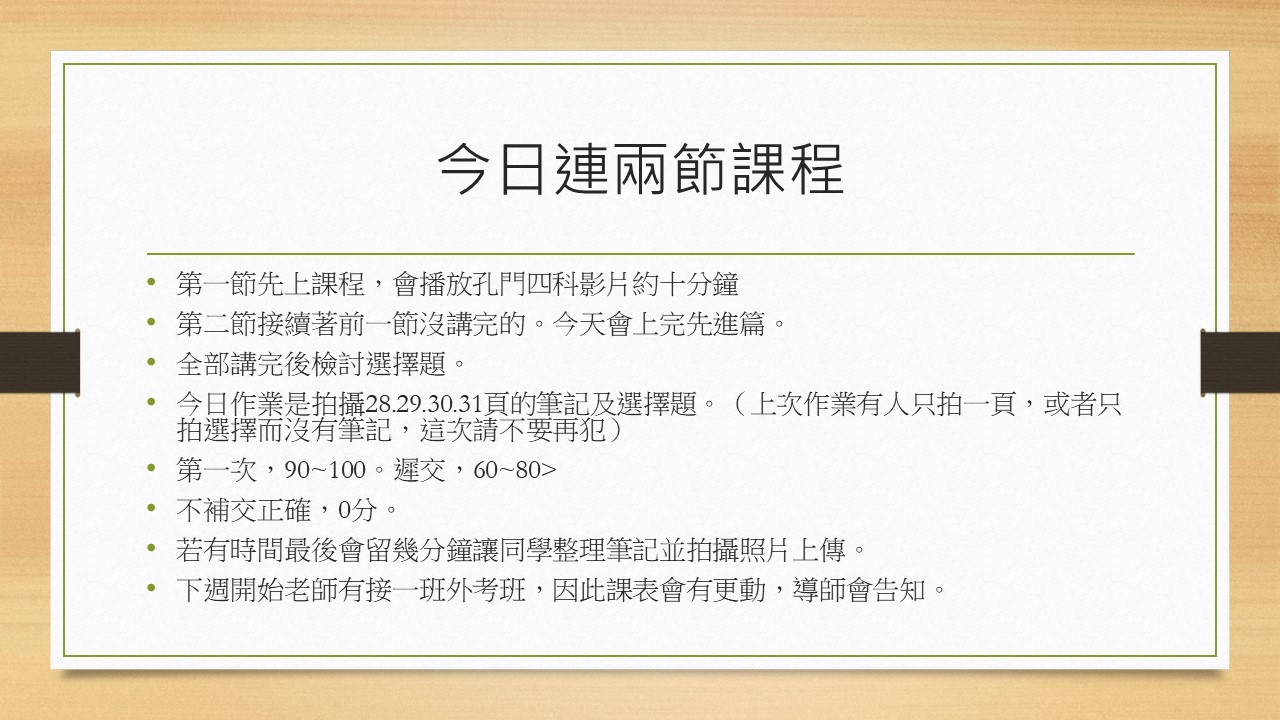 今日連兩節課程
• 第一節先上課程，會播放孔門四科影片約十分鐘
• 第二節接續著前一節沒講完的。今天會上完先進篇。
• 全部講完後檢討選擇題。
• 今日作業是拍攝28.29.30.31頁的筆記及選擇題。（上次作業有人只拍一頁，或者只
拍選擇而沒有筆記，這次請不要再犯）
• 第一次，90~100。遲交，60~80>
• 不補交正確，0分。
• 若有時間最後會留幾分鐘讓同學整理筆記並拍攝照片上傳。
• 下週開始老師有接一班外考班，因此課表會有更動，導師會告知。